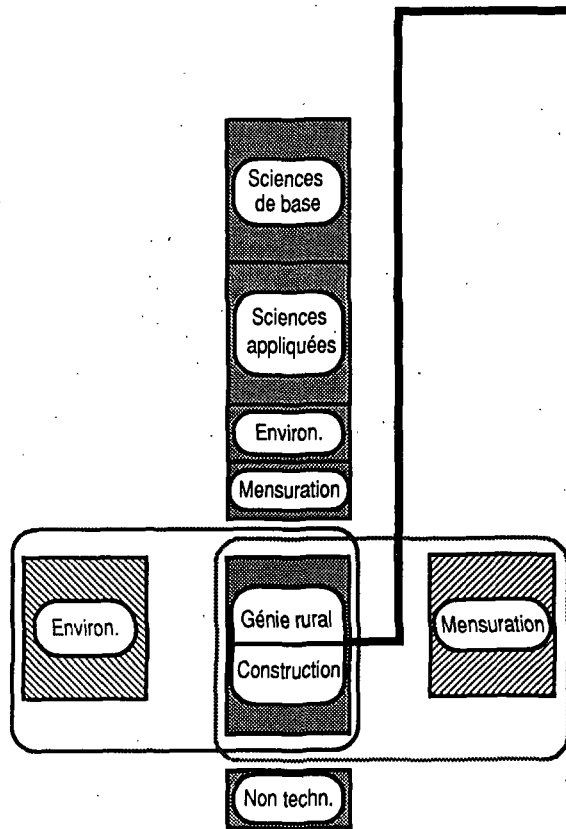 Sciences
de base
Sciences
appliquées
Environ.
Mensuration
Environ.
Génie rural
Construction
Mensuration
Non techn.